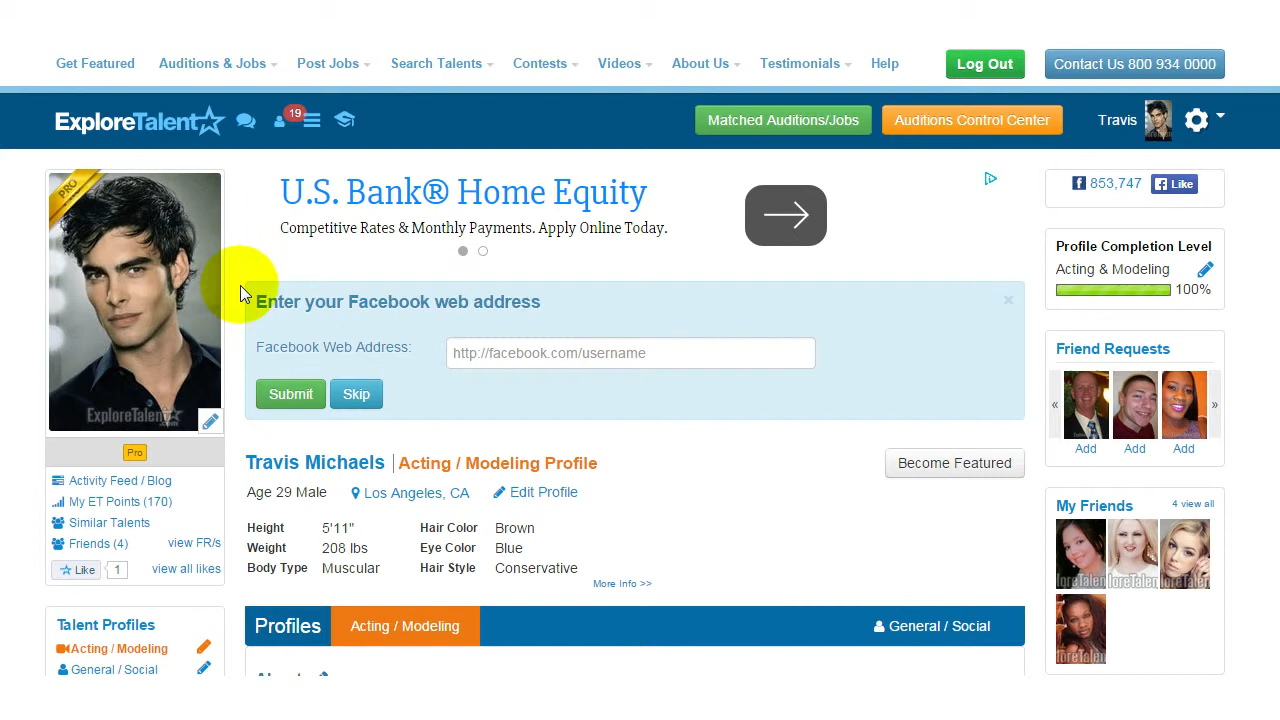 Get Featured Auditions & Jobs Post Jobs Search Talents Contests Videos About Us Testimonials Help Log Out Contact Us 800 934 0000
ExploreTalent 19 Matched Auditions/Jobs Auditions Control Center Travis
PRO
ExploreTalent
.com
Pro
Activity Feed / Blog
My ET Points (170)
Similar Talents
Friends (4) view FR/s
Like 1 view all likes
Talent Profiles
Acting / Modeling
General / Social
U.S. Bank® Home Equity
Competitive Rates & Monthly Payments. Apply Online Today.
Enter your Facebook web address ×
Facebook Web Address: http://facebook.com/username
Submit Skip
Travis Michaels | Acting / Modeling Profile Become Featured
Age 29 Male Los Angeles, CA Edit Profile
Height 5'11" Hair Color Brown
Weight 208 lbs Eye Color Blue
Body Type Muscular Hair Style Conservative
More Info >>
Profiles Acting / Modeling General / Social
853,747 Like
Profile Completion Level
Acting & Modeling
100%
Friend Requests
« »
Add Add Add
My Friends 4 view all
loreTalen loreTalen loreTalen
loreTalen